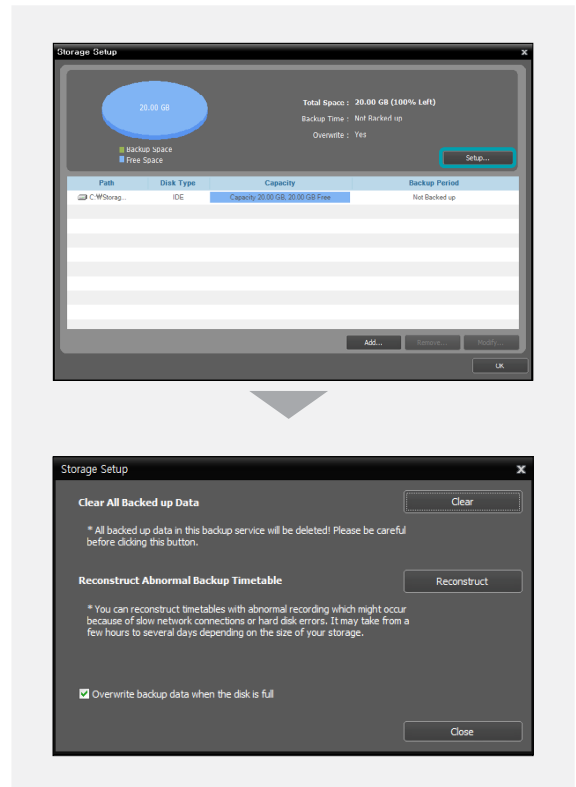 Storage Setup
x
20.00 GB
Total Space : 20.00 GB (100% Left)
Backup Time : Not Backed up
Overwrite : Yes
Backup Space
Free Space
Setup...
Path Disk Type Capacity Backup Period
C:₩Storag... IDE Capacity 20.00 GB, 20.00 GB Free Not Backed up
Add... Remove... Modify...
OK
Storage Setup
x
Clear All Backed up Data
Clear
* All backed up data in this backup service will be deleted! Please be careful
before clicking this button.
Reconstruct Abnormal Backup Timetable
Reconstruct
* You can reconstruct timetables with abnormal recording which might occur
because of slow network connections or hard disk errors. It may take from a
few hours to several days depending on the size of your storage.
Overwrite backup data when the disk is full
Close